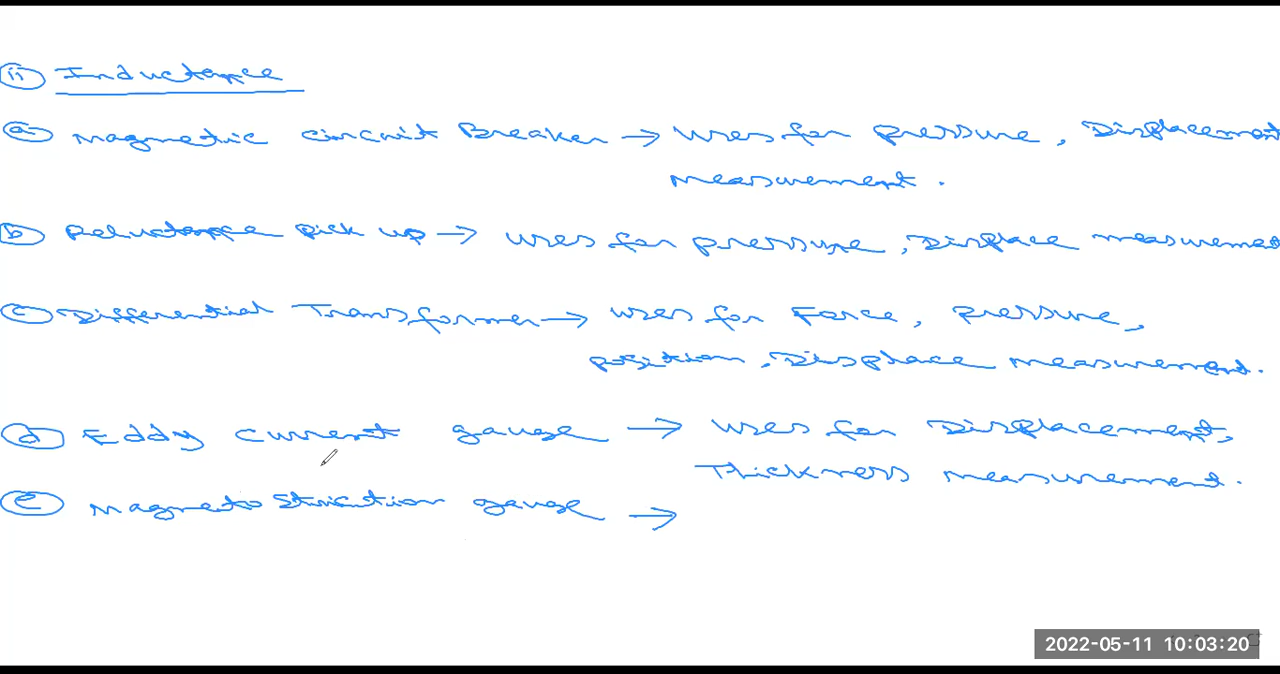 ii Inductance
a Magnetic circuit Breaker → uses for pressure, Displacement
measurement.
b Reluctance pick up → uses for pressure, Displace measurement
c Differential Transformer → uses for Force, pressure,
position, Displace measurement.
d Eddy current gauge → uses for Displacement,
Thickness measurement.
e Magneto Striction gauge →
2022-05-11 10:03:20